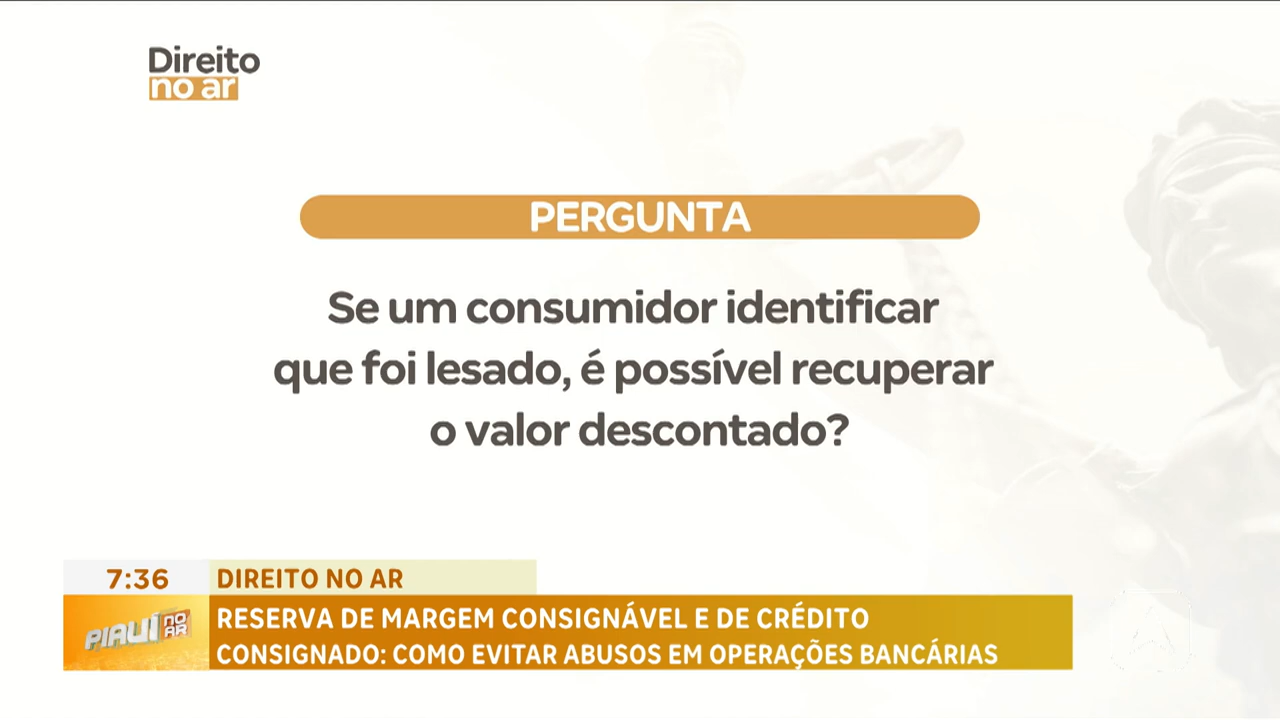 Direito
no ar
PERGUNTA
Se um consumidor identificar
que foi lesado, é possível recuperar
o valor descontado?
7:36
DIREITO NO AR
PIAUÍ NO AR
RESERVA DE MARGEM CONSIGNÁVEL E DE CRÉDITO
CONSIGNADO: COMO EVITAR ABUSOS EM OPERAÇÕES BANCÁRIAS